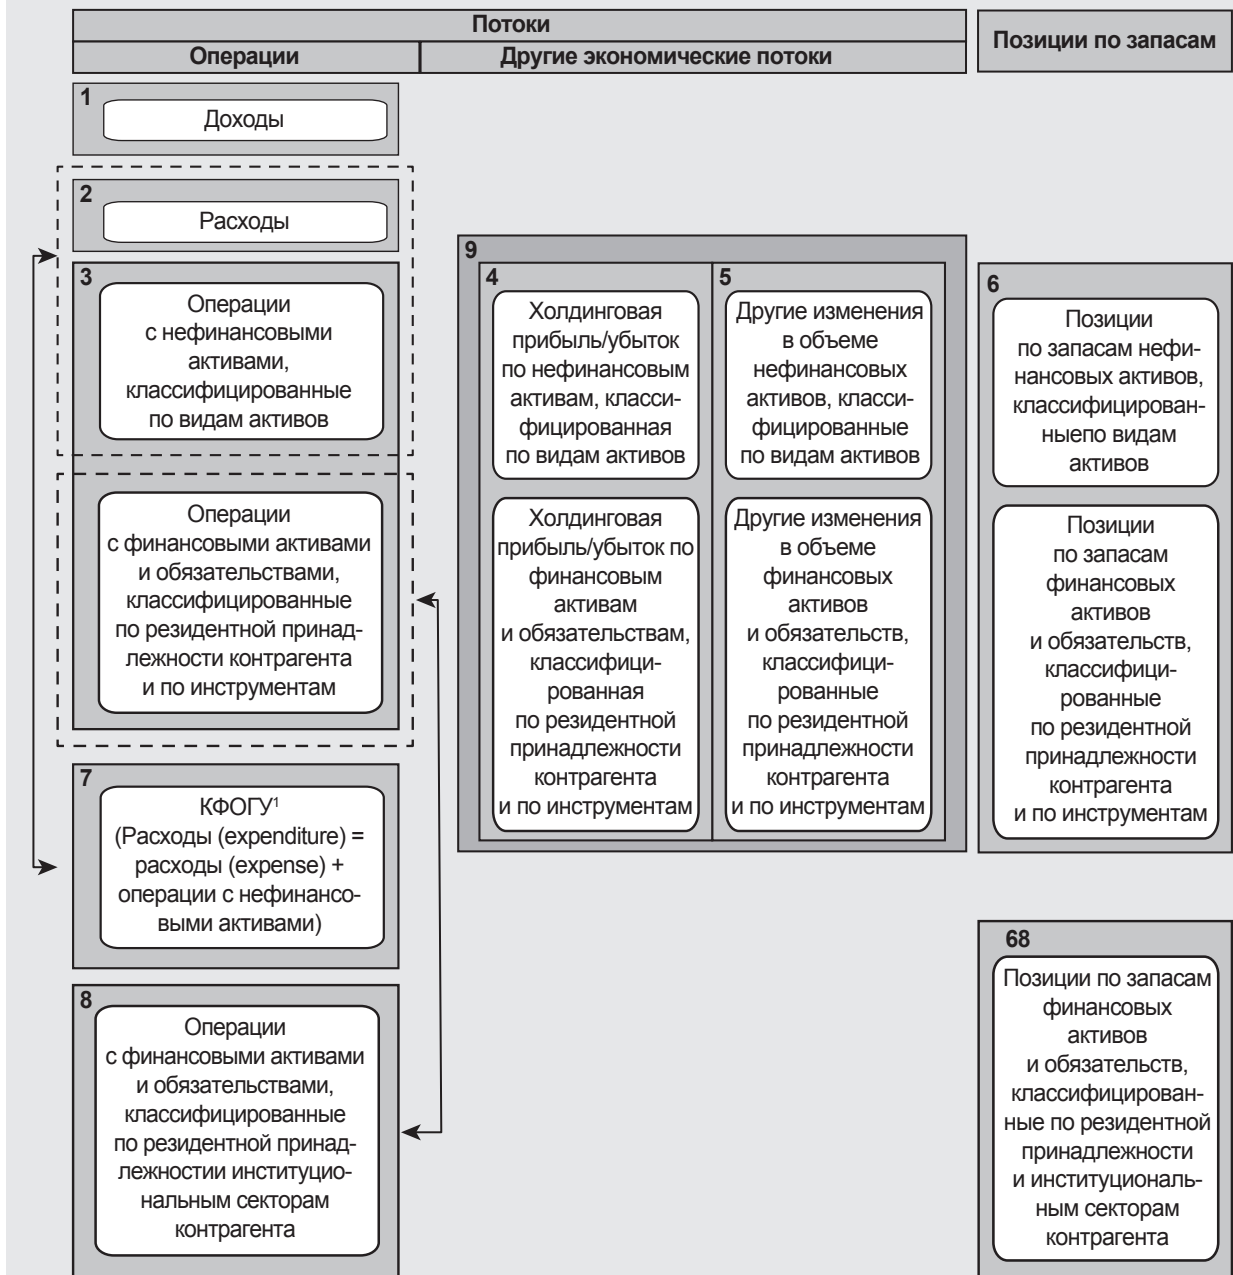 Потоки
Операции
Другие экономические потоки
Позиции по запасам
1
Доходы
2
Расходы
3
Операции
с нефинансовыми
активами,
классифицированные
по видам активов
Операции
с финансовыми активами
и обязательствами,
классифицированные
по резидентной принад-
лежности контрагента
и по инструментам
9
4
Холдинговая
прибыль/убыток
по нефинансовым
активам, класси-
фицированная
по видам активов
Холдинговая
прибыль/убыток по
финансовым
активам
и обязательствам,
классифици-
рованная
по резидентной
принадлежности
контрагента
и по инструментам
5
Другие изменения
в объеме
нефинансовых
активов, класси-
фицированные
по видам активов
Другие изменения
в объеме
финансовых
активов
и обязательств,
классифици-
рованные
по резидентной
принадлежности
контрагента
и по инструментам
6
Позиции
по запасам нефи-
нансовых активов,
классифицирован-
ныепо видам
активов
Позиции
по запасам
финансовых
активов
и обязательств,
классифици-
рованные
по резидентной
принадлежности
контрагента
и по инструментам
7
КФОГУ¹
(Расходы (expenditure) =
расходы (expense) +
операции с нефинансо-
выми активами)
8
Операции
с финансовыми активами
и обязательствами,
классифицированные
по резидентной принад-
лежностии институцио-
нальным секторам
контрагента
68
Позиции по запасам
финансовых
активов
и обязательств,
классифицирован-
ные по резидентной
принадлежности
и институциональ-
ным секторам
контрагента